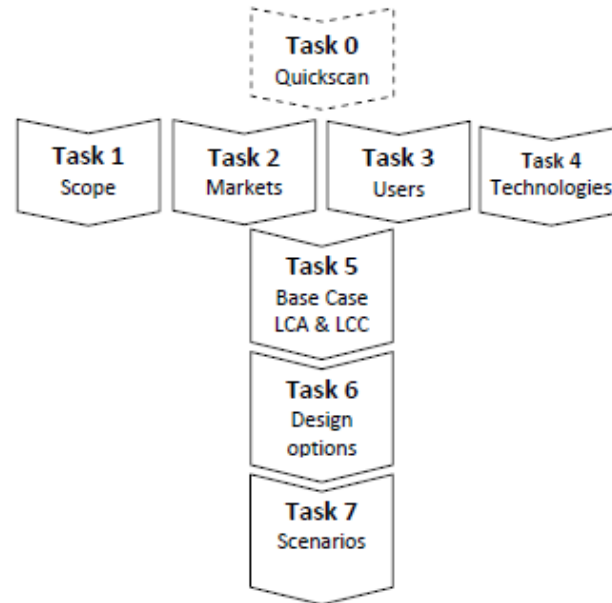 Task 0
Quickscan
Task 1
Scope
Task 2
Markets
Task 3
Users
Task 4
Technologies
Task 5
Base Case
LCA & LCC
Task 6
Design
options
Task 7
Scenarios